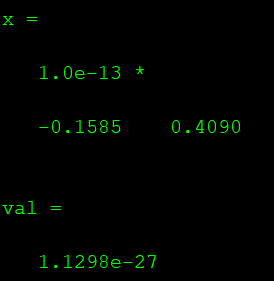 x =
1.0e-13 *
-0.1585    0.4090
val =
1.1298e-27